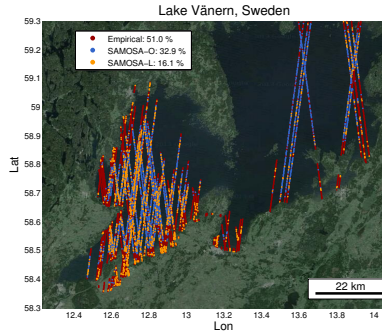 Lake Vänern, Sweden
59.3
Empirical: 51.0 %
SAMOSA-O: 32.9 %
SAMOSA-L: 16.1 %
59.2
59.1
59
58.9
58.8
58.7
58.6
58.5
58.4
58.3
Lat
22 km
12.4 12.6 12.8 13 13.2 13.4 13.6 13.8 14
Lon